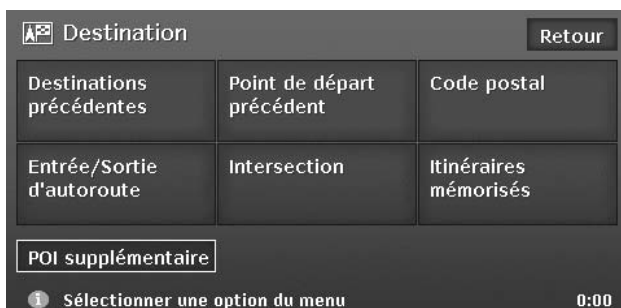 Destination
Retour
Destinations
précédentes
Point de départ
précédent
Code postal
Entrée/Sortie
d'autoroute
Intersection
Itinéraires
mémorisés
POI supplémentaire
Sélectionner une option du menu
0:00